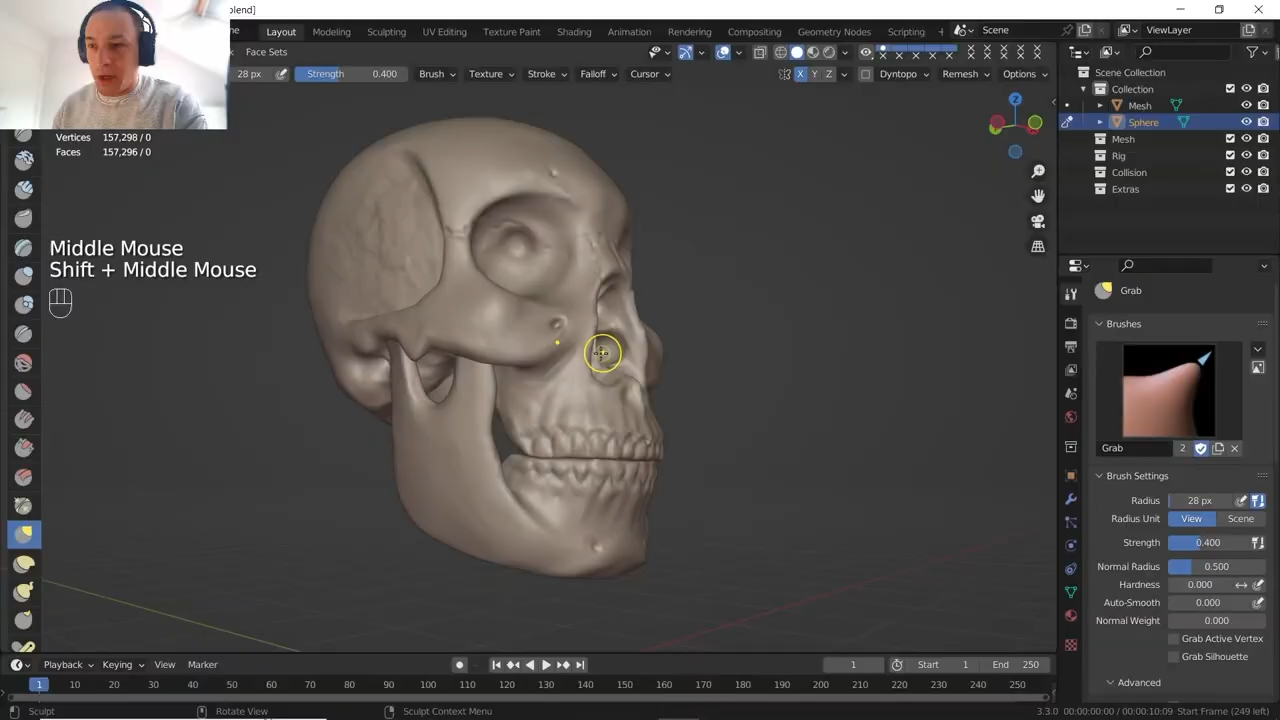 blend]
Layout Modeling Sculpting UV Editing Texture Paint Shading Animation Rendering Compositing Geometry Nodes Scripting + Scene ViewLayer
Face Sets
28 px Strength 0.400 Brush Texture Stroke Falloff Cursor X Y Z Dyntopo Remesh Options
Scene Collection
Collection
Mesh
Sphere
Mesh
Rig
Collision
Extras
Z
Vertices 157,298 / 0
Faces 157,296 / 0
Middle Mouse
Shift + Middle Mouse
Grab
Brushes
Grab 2
Brush Settings
Radius 28 px
Radius Unit View Scene
Strength 0.400
Normal Radius 0.500
Hardness 0.000
Auto-Smooth 0.000
Normal Weight 0.000
Grab Active Vertex
Grab Silhouette
Advanced
Playback Keying View Marker 1 Start 1 End 250
1 10 20 30 40 50 60 70 80 90 100 110 120 130 140 150 160 170 180 190 200 210 220 230 240 250
Sculpt Rotate View Sculpt Context Menu 3.3.0 00:00:00:00 / 00:00:10:09 Start Frame (249 left)